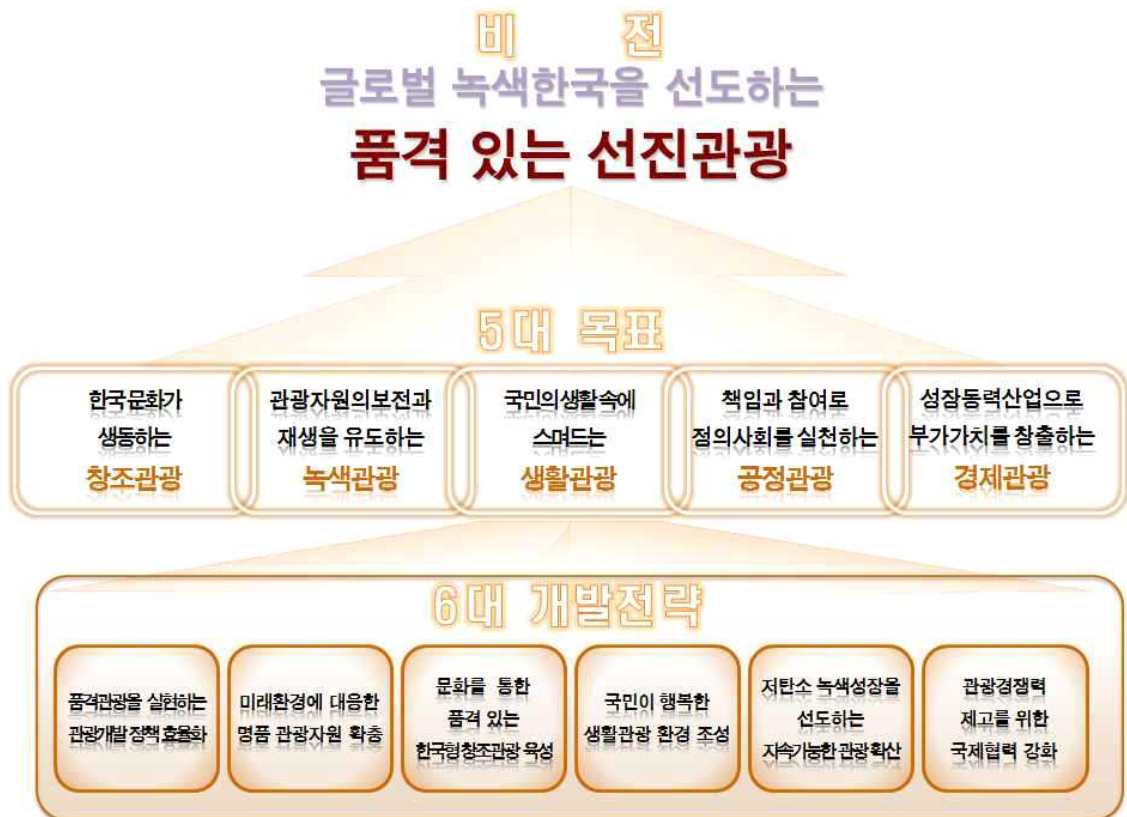 비 전
글로벌 녹색한국을 선도하는
품격 있는 선진관광
5대 목표
한국 문화가
생동하는
창조관광
관광자원의보전과
재생을 유도하는
녹색관광
국민의생활속에
스며드는
생활관광
책임과 참여로
정의사회를 실천하는
공정관광
성장동력산업으로
부가가치를 창출하는
경제관광
6대 개발전략
품격관광을 실현하는
관광개발 정책 효율화
미래환경에 대응한
명품 관광자원 확충
문화를 통한
품격 있는
한국형 창조관광 육성
국민이 행복한
생활관광 환경 조성
저탄소 녹색성장을
선도하는
지속가능한 관광 확산
관광경쟁력
제고를 위한
국제협력 강화